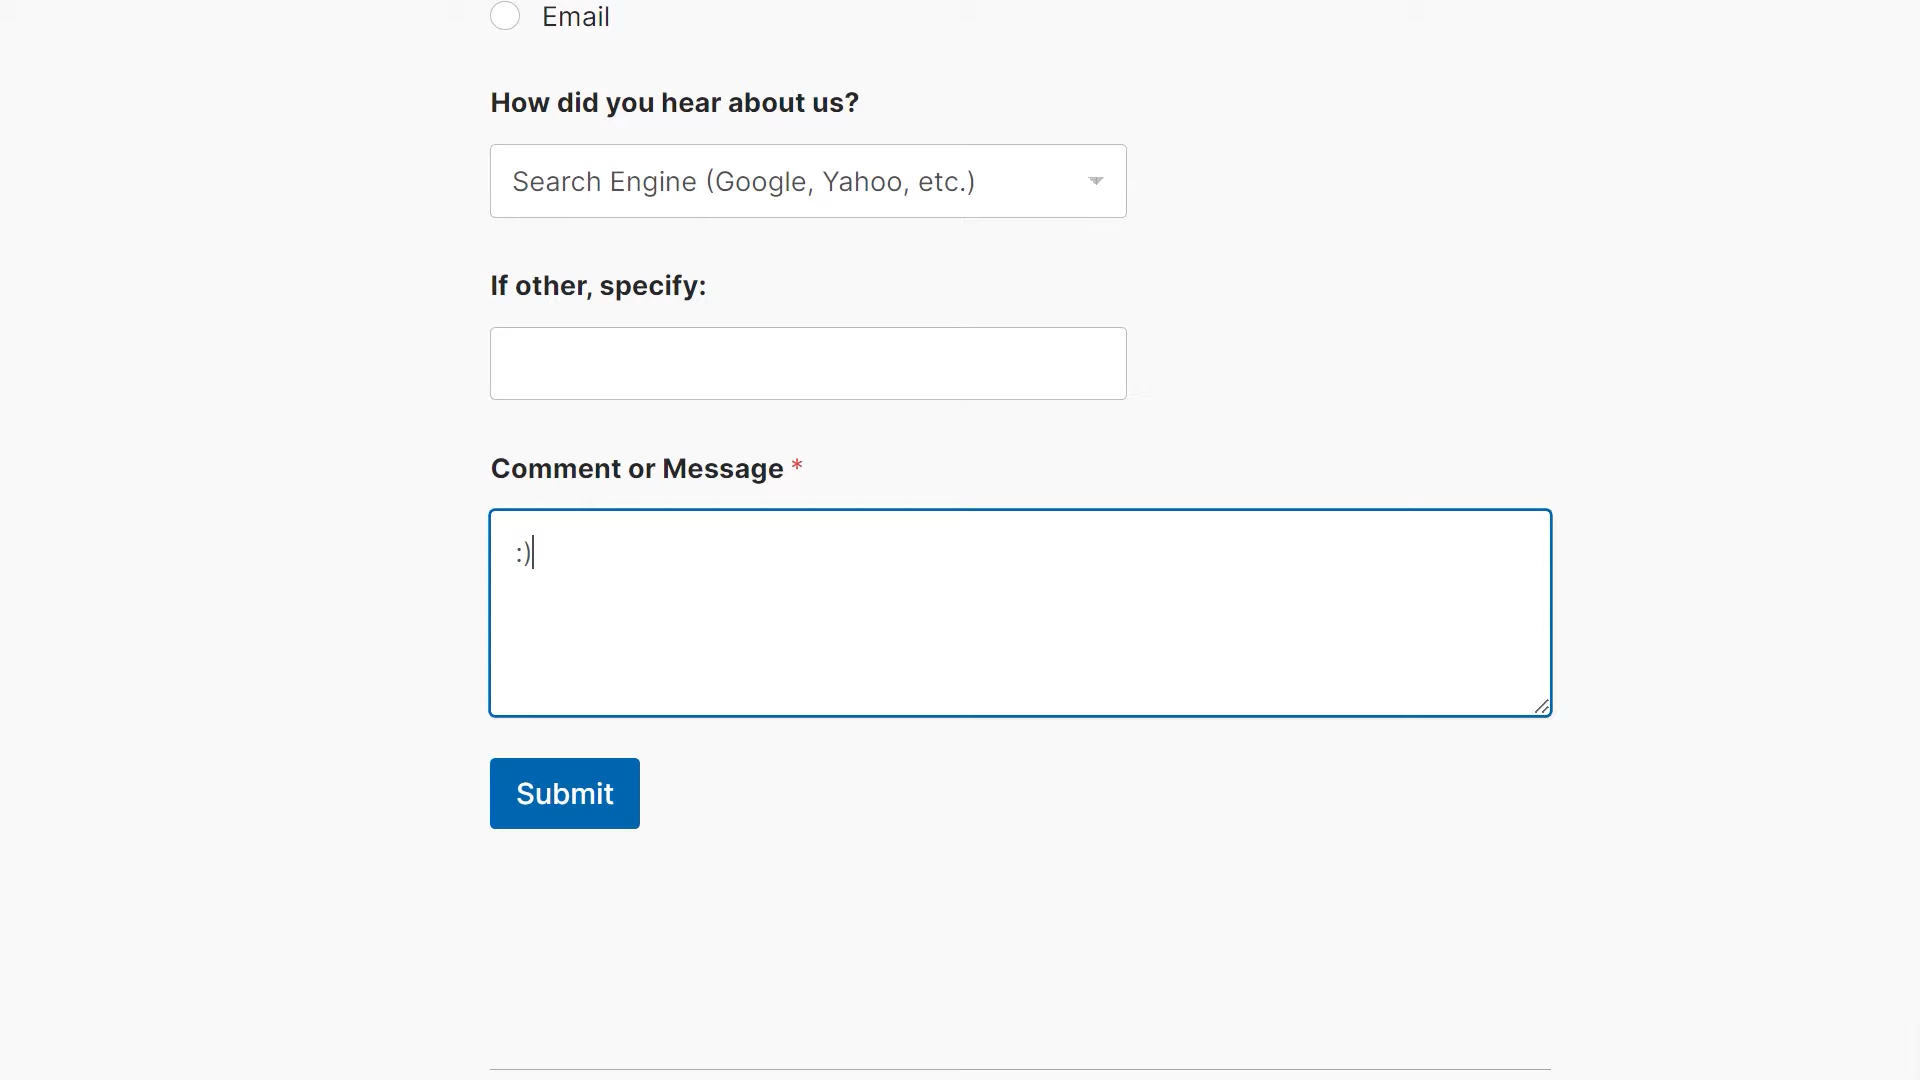 Email
How did you hear about us?
Search Engine (Google, Yahoo, etc.)
If other, specify:
Comment or Message *
:)
Submit